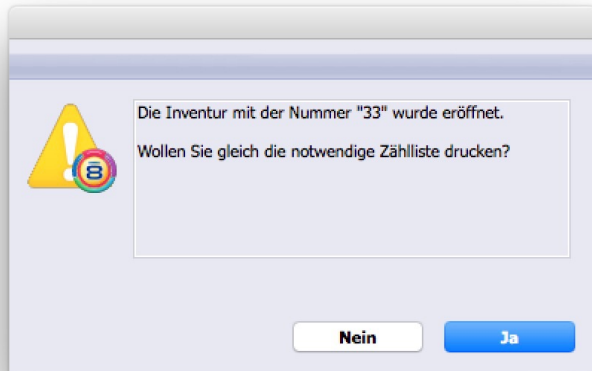 Die Inventur mit der Nummer "33" wurde eröffnet.
Wollen Sie gleich die notwendige Zählliste drucken?
Nein
Ja